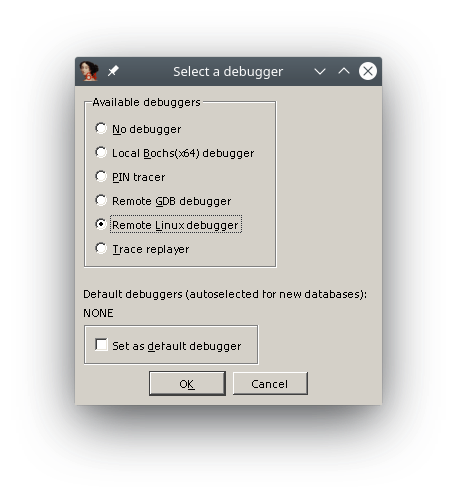 Select a debugger
Available debuggers
No debugger
Local Bochs(x64) debugger
PIN tracer
Remote GDB debugger
Remote Linux debugger
Trace replayer
Default debuggers (autoselected for new databases):
NONE
Set as default debugger
OK Cancel